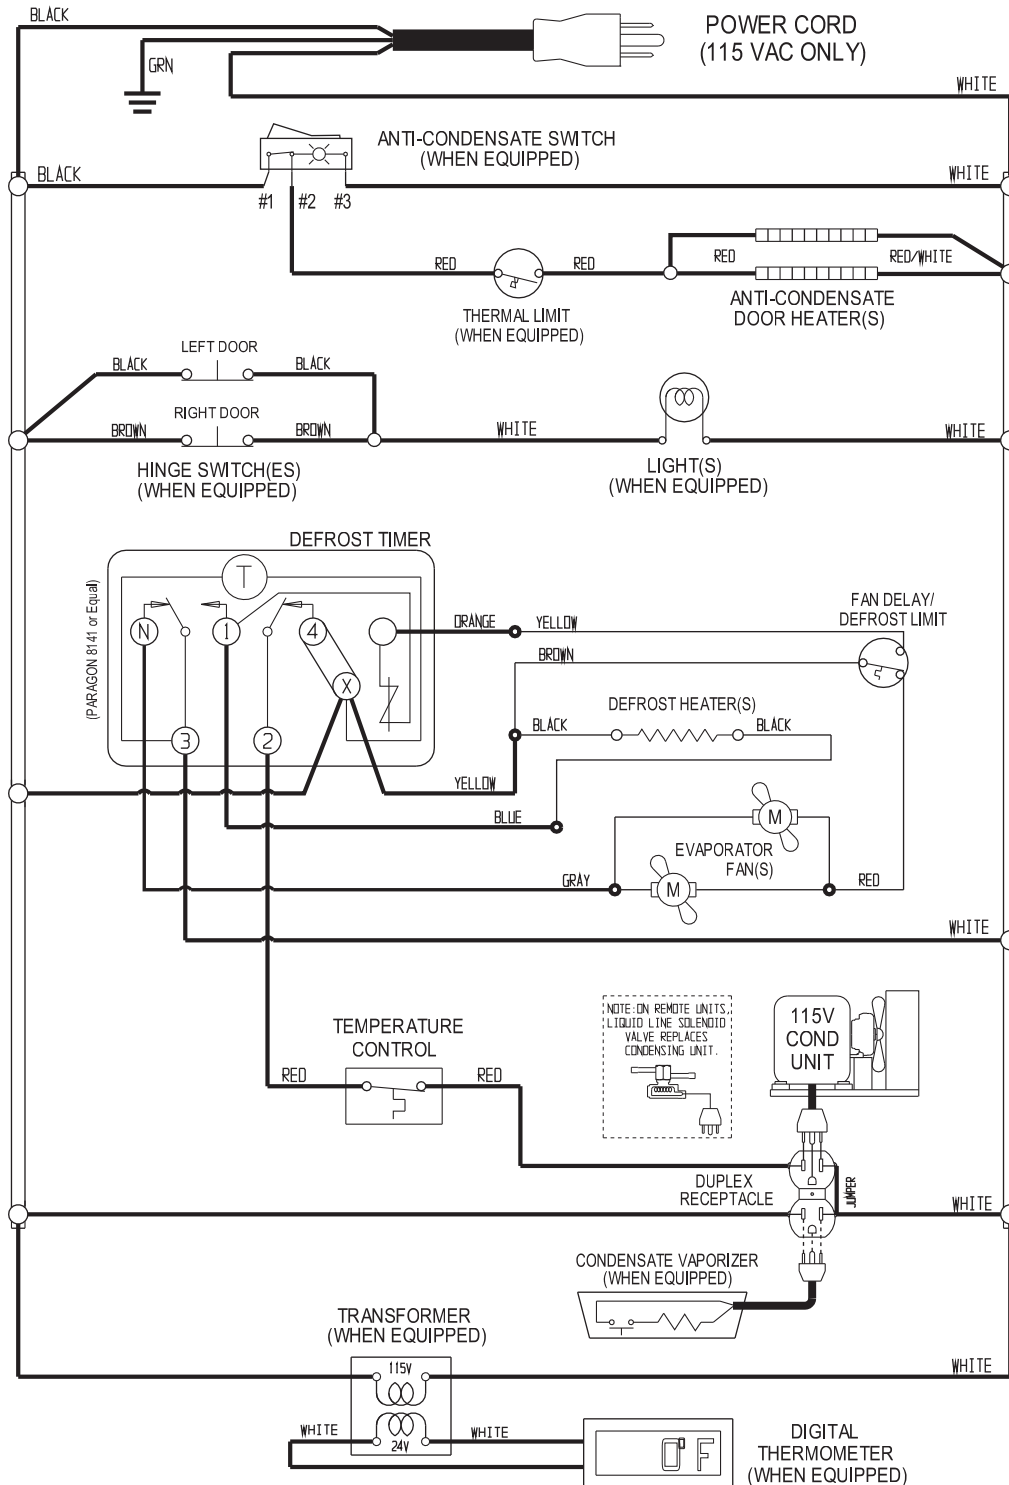 BLACK
GRN
POWER CORD
(115 VAC ONLY)
WHITE
ANTI-CONDENSATE SWITCH
(WHEN EQUIPPED)
BLACK
WHITE
#1 #2 #3
RED
RED
RED
RED/WHITE
THERMAL LIMIT
(WHEN EQUIPPED)
ANTI-CONDENSATE
DOOR HEATER(S)
LEFT DOOR
BLACK
BLACK
RIGHT DOOR
BROWN
BROWN
WHITE
WHITE
HINGE SWITCH(ES)
(WHEN EQUIPPED)
LIGHT(S)
(WHEN EQUIPPED)
DEFROST TIMER
(PARAGON 8141 or Equal)
T
N
1
4
X
3
2
ORANGE
YELLOW
FAN DELAY/
DEFROST LIMIT
BROWN
DEFROST HEATER(S)
BLACK
BLACK
YELLOW
BLUE
M
EVAPORATOR
FAN(S)
GRAY
M
RED
WHITE
NOTE:ON REMOTE UNITS,
LIQUID LINE SOLENOID
VALVE REPLACES
CONDENSING UNIT.
115V
COND
UNIT
TEMPERATURE
CONTROL
RED
RED
DUPLEX
RECEPTACLE
JUMPER
WHITE
CONDENSATE VAPORIZER
(WHEN EQUIPPED)
TRANSFORMER
(WHEN EQUIPPED)
115V
WHITE
WHITE
24V
WHITE
0°F
DIGITAL
THERMOMETER
(WHEN EQUIPPED)